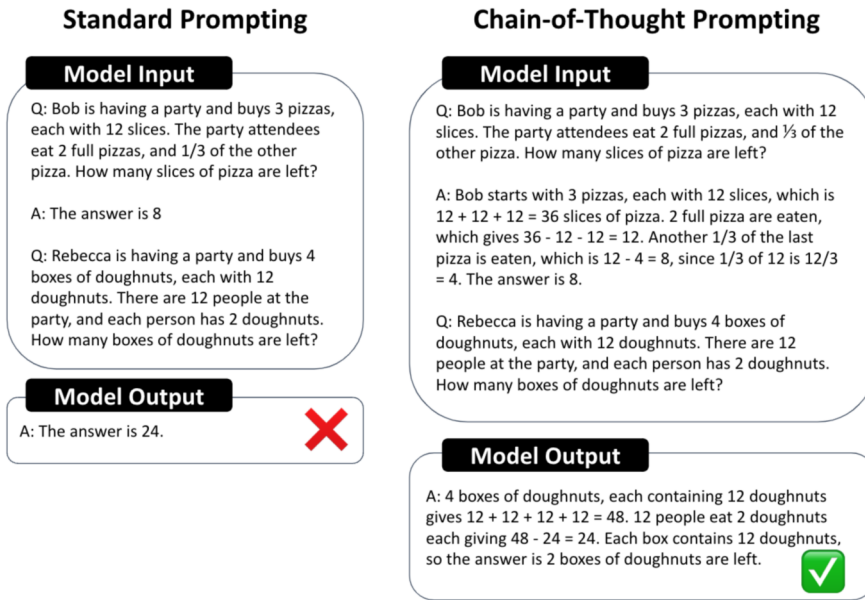 Standard Prompting
Model Input
Q: Bob is having a party and buys 3 pizzas,
each with 12 slices. The party attendees
eat 2 full pizzas, and 1/3 of the other
pizza. How many slices of pizza are left?
A: The answer is 8
Q: Rebecca is having a party and buys 4
boxes of doughnuts, each with 12
doughnuts. There are 12 people at the
party, and each person has 2 doughnuts.
How many boxes of doughnuts are left?
Model Output
A: The answer is 24.
Chain-of-Thought Prompting
Model Input
Q: Bob is having a party and buys 3 pizzas, each with 12
slices. The party attendees eat 2 full pizzas, and ⅓ of the
other pizza. How many slices of pizza are left?
A: Bob starts with 3 pizzas, each with 12 slices, which is
12 + 12 + 12 = 36 slices of pizza. 2 full pizza are eaten,
which gives 36 - 12 - 12 = 12. Another 1/3 of the last
pizza is eaten, which is 12 - 4 = 8, since 1/3 of 12 is 12/3
= 4. The answer is 8.
Q: Rebecca is having a party and buys 4 boxes of
doughnuts, each with 12 doughnuts. There are 12
people at the party, and each person has 2 doughnuts.
How many boxes of doughnuts are left?
Model Output
A: 4 boxes of doughnuts, each containing 12 doughnuts
gives 12 + 12 + 12 + 12 = 48. 12 people eat 2 doughnuts
each giving 48 - 24 = 24. Each box contains 12 doughnuts,
so the answer is 2 boxes of doughnuts are left.